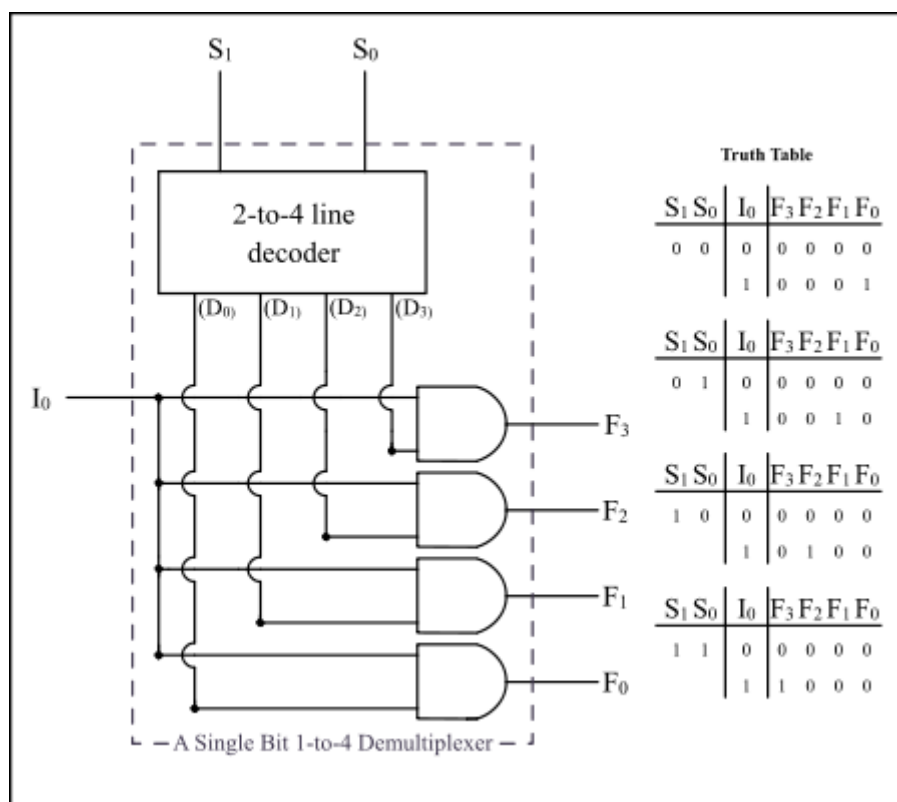 S₁ S₀
2-to-4 line
decoder
(D₀) (D₁) (D₂) (D₃)
I₀
F₃
F₂
F₁
F₀
A Single Bit 1-to-4 Demultiplexer
Truth Table
S₁ S₀ I₀ F₃ F₂ F₁ F₀
0 0 0 0 0 0 0
1 0 0 0 1
S₁ S₀ I₀ F₃ F₂ F₁ F₀
0 1 0 0 0 0 0
1 0 0 1 0
S₁ S₀ I₀ F₃ F₂ F₁ F₀
1 0 0 0 0 0 0
1 0 1 0 0
S₁ S₀ I₀ F₃ F₂ F₁ F₀
1 1 0 0 0 0 0
1 1 0 0 0